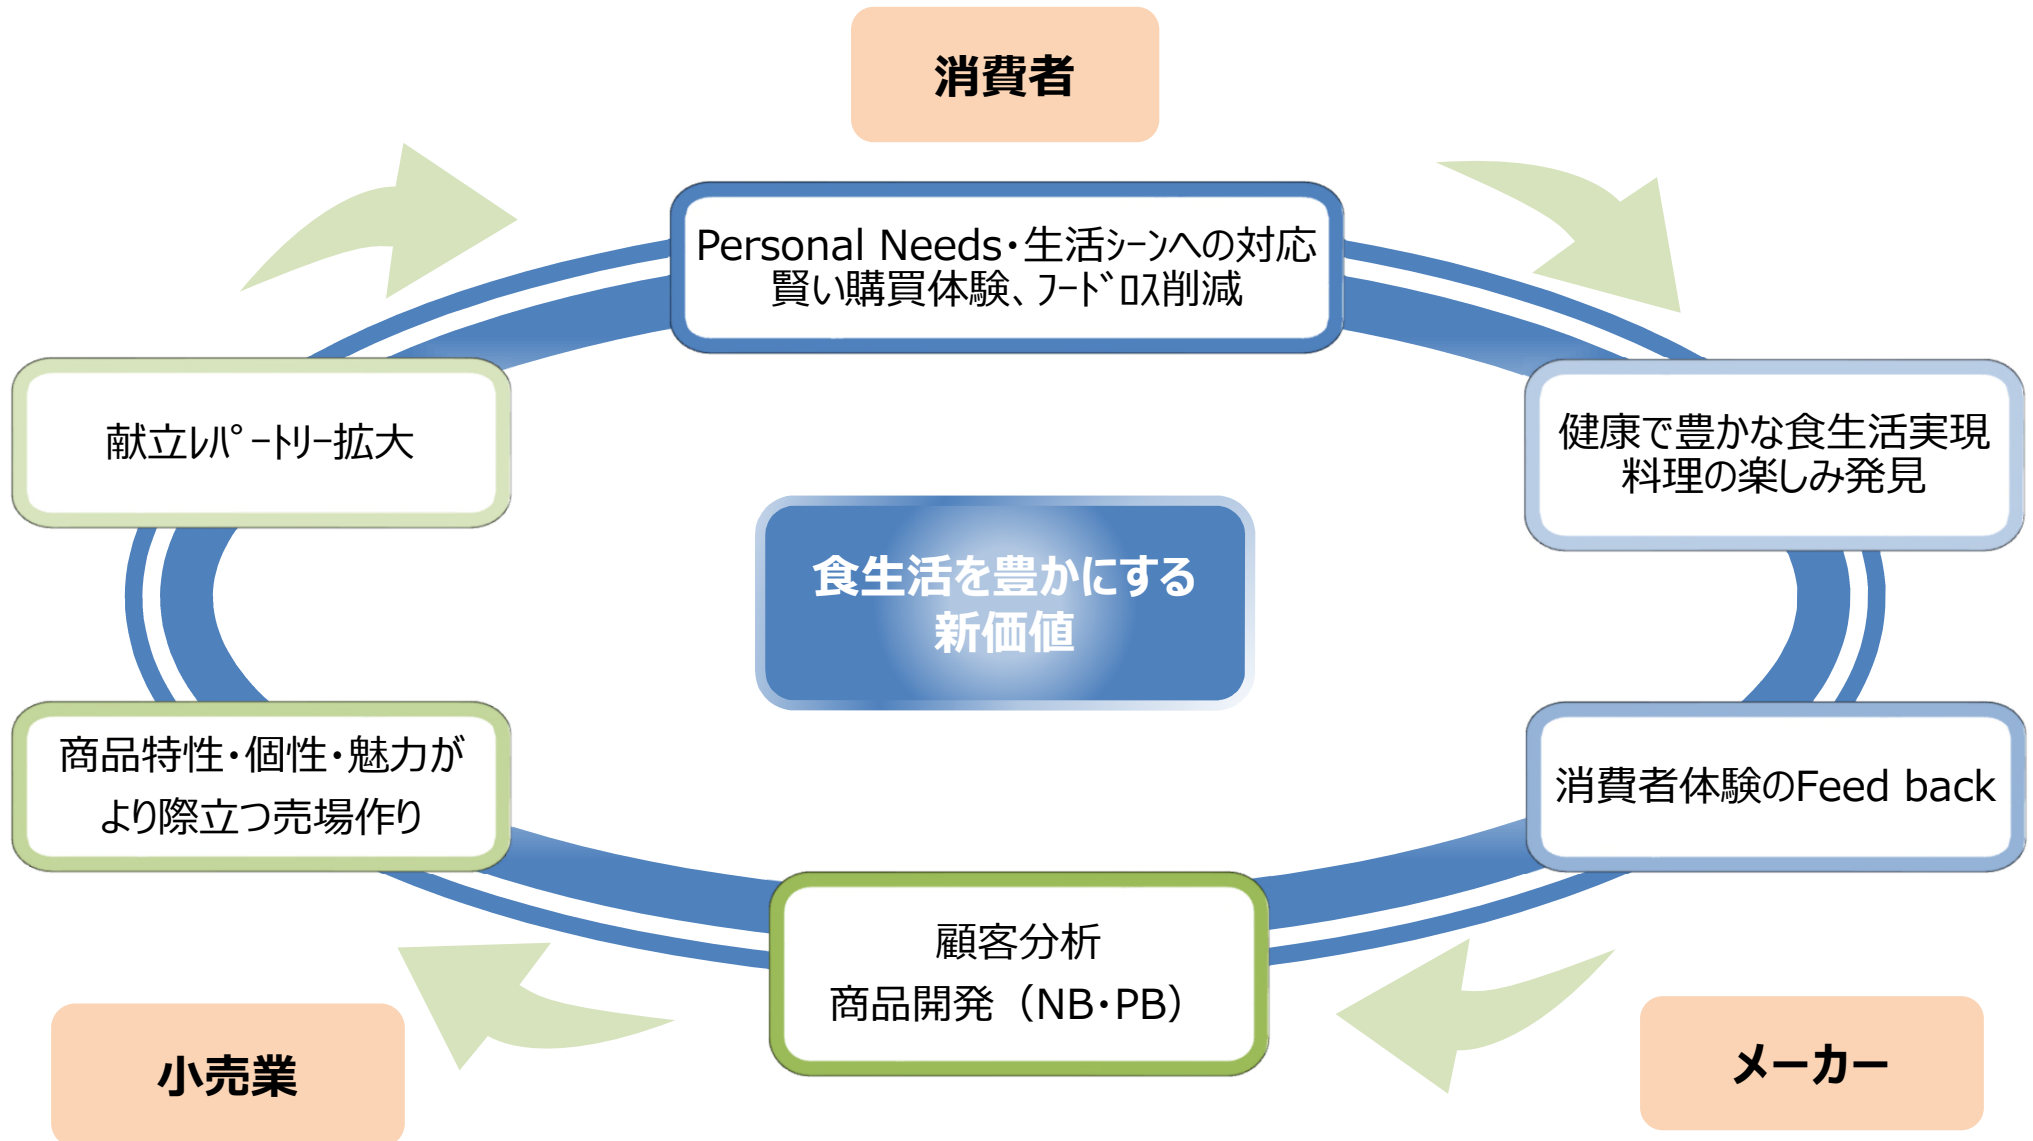 消費者
Personal Needs・生活ｼｰﾝへの対応
賢い購買体験、ﾌｰﾄﾞﾛｽ削減
献立ﾚﾊﾟｰﾄﾘｰ拡大
健康で豊かな食生活実現
料理の楽しみ発見
食生活を豊かにする
新価値
商品特性・個性・魅力が
より際立つ売場作り
消費者体験のFeed back
顧客分析
商品開発（NB・PB）
小売業
メーカー